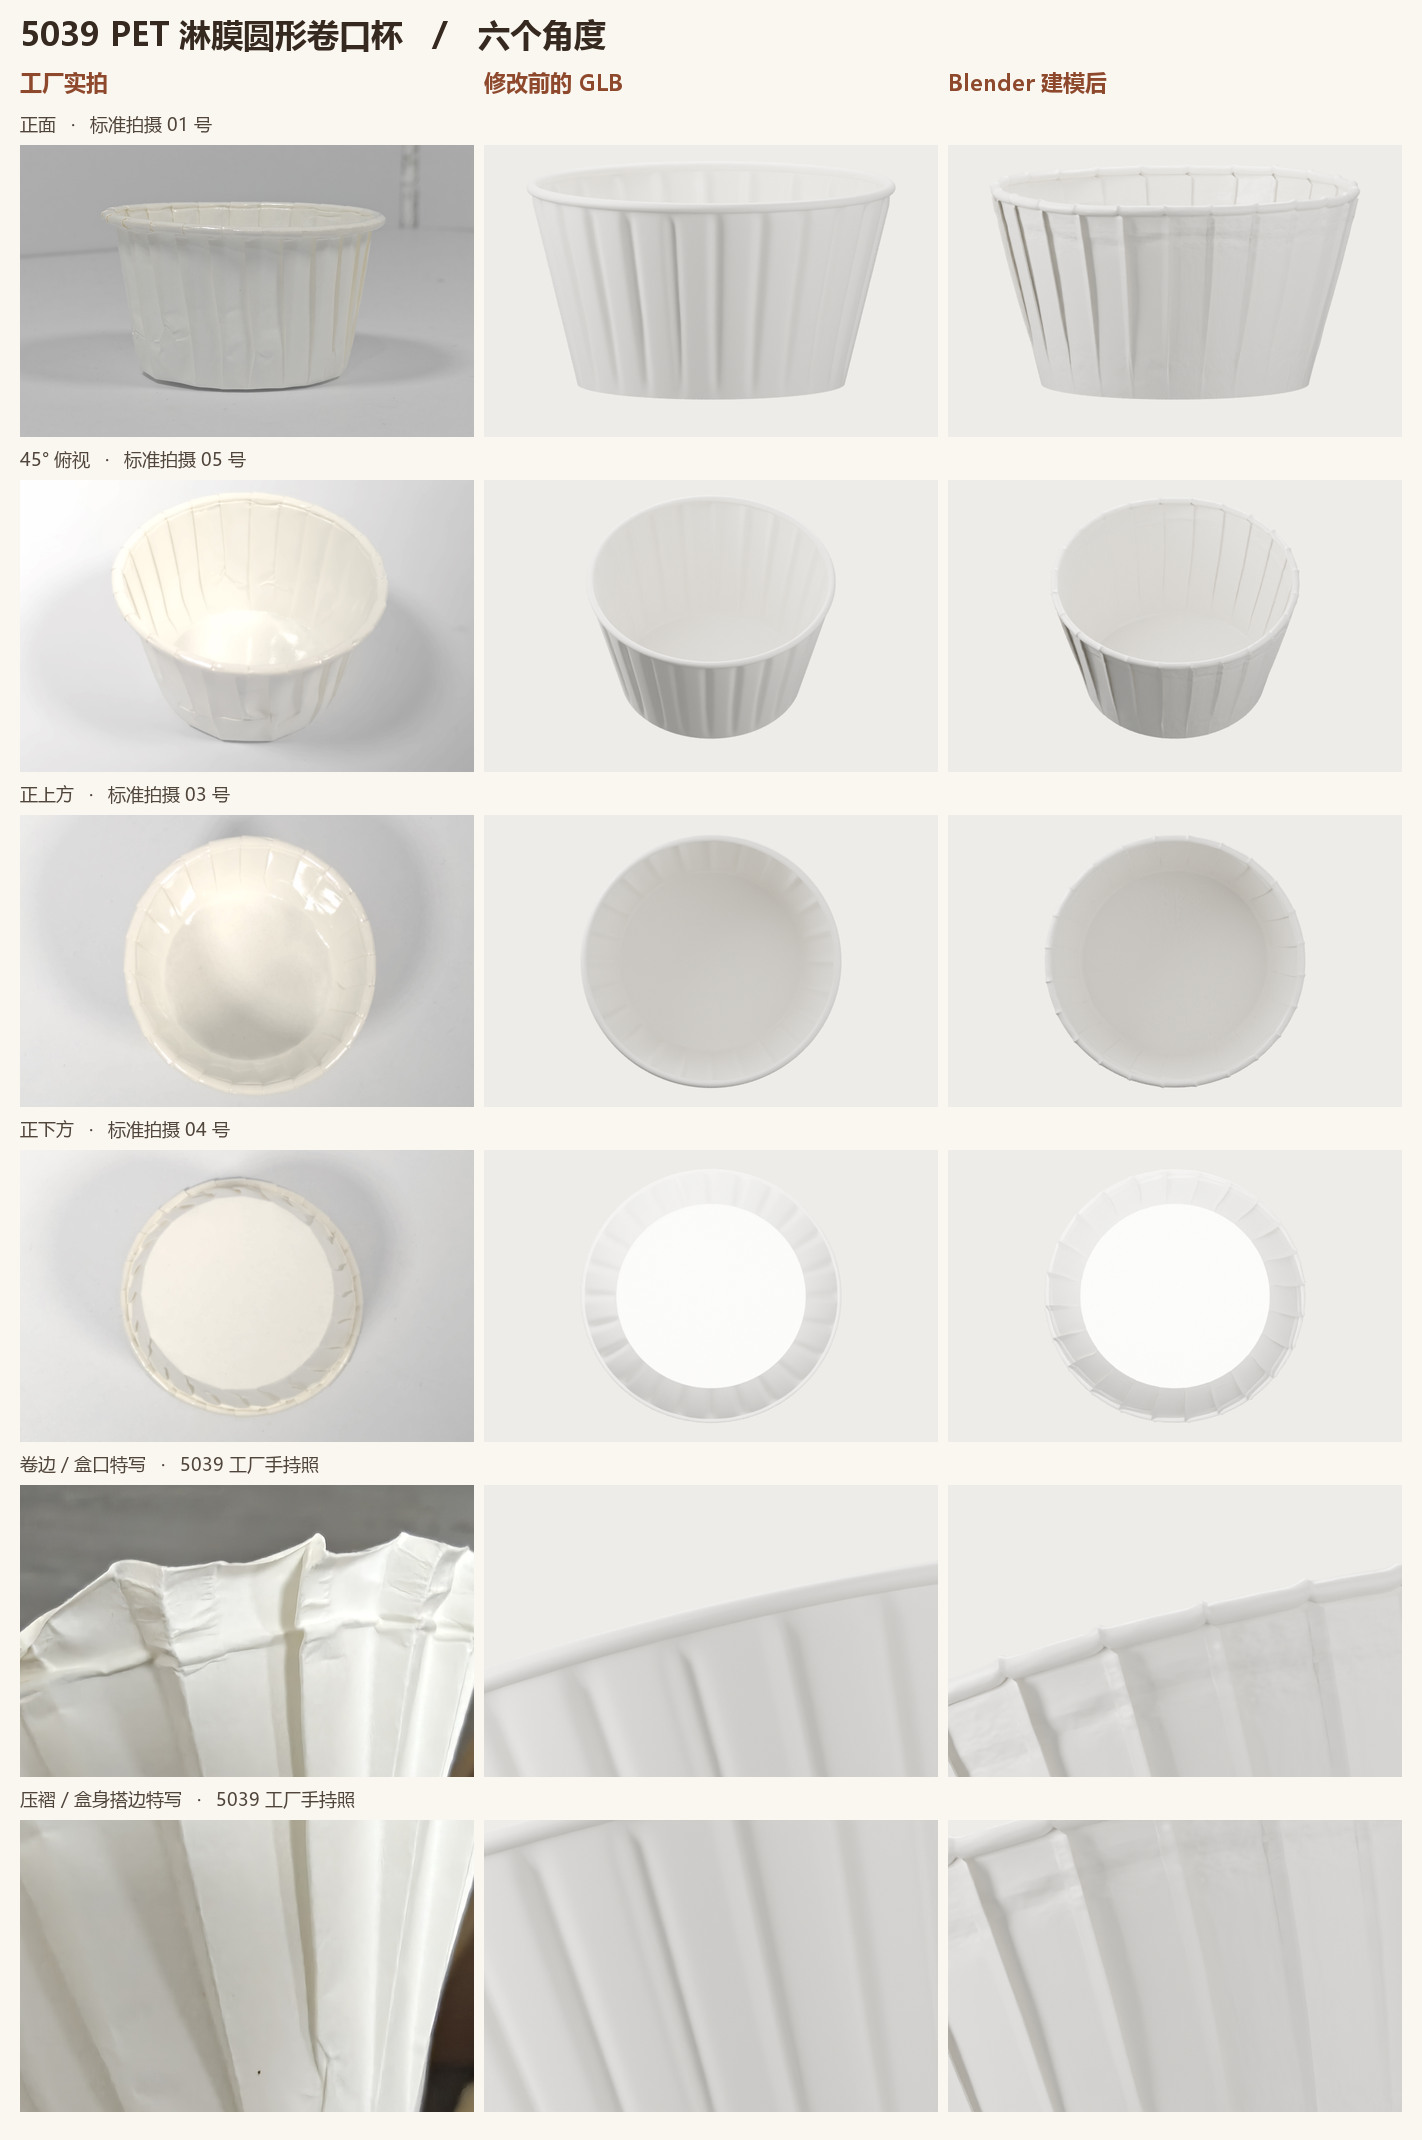 5039 PET 淋膜圆形卷口杯 / 六个角度
工厂实拍
修改前的 GLB
Blender 建模后
正面 · 标准拍摄 01 号
45° 俯视 · 标准拍摄 05 号
正上方 · 标准拍摄 03 号
正下方 · 标准拍摄 04 号
卷边 / 盒口特写 · 5039 工厂手持照
压褶 / 盒身搭边特写 · 5039 工厂手持照